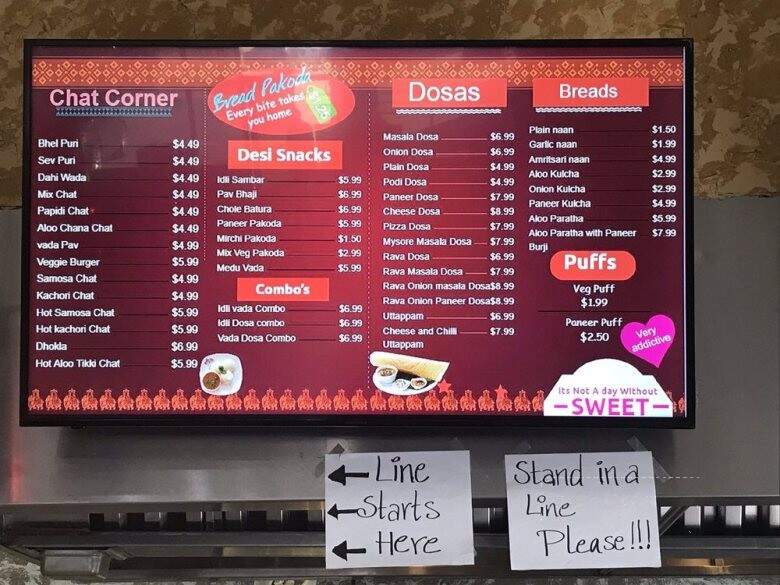 Chat Corner
Bhel Puri $4.49
Sev Puri $4.49
Dahi Wada $4.49
Mix Chat $4.49
Papidi Chat $4.49
Aloo Chana Chat $4.49
vada Pav $4.99
Veggie Burger $5.99
Samosa Chat $4.99
Kachori Chat $4.99
Hot Samosa Chat $5.99
Hot kachori Chat $5.99
Dhokla $6.99
Hot Aloo Tikki Chat $5.99
Bread Pakoda
Every bite takes
you home
Desi Snacks
Idli Sambar $5.99
Pav Bhaji $6.99
Chole Batura $6.99
Paneer Pakoda $5.99
Mirchi Pakoda $1.50
Mix Veg Pakoda $2.99
Medu Vada $5.99
Combo's
Idli vada Combo $6.99
Idli Dosa combo $6.99
Vada Dosa Combo $6.99
Dosas
Masala Dosa $6.99
Onion Dosa $6.99
Plain Dosa $4.99
Podi Dosa $4.99
Paneer Dosa $7.99
Cheese Dosa $8.99
Pizza Dosa $7.99
Mysore Masala Dosa $7.99
Rava Dosa $6.99
Rava Masala Dosa $7.99
Rava Onion masala Dosa $8.99
Rava Onion Paneer Dosa $8.99
Uttappam $6.99
Cheese and Chilli $7.99
Uttappam
Breads
Plain naan $1.50
Garlic naan $1.99
Amritsari naan $4.99
Aloo Kulcha $2.99
Onion Kulcha $2.99
Paneer Kulcha $4.99
Aloo Paratha $5.99
Aloo Paratha with Paneer $7.99
Burji
Puffs
Veg Puff
$1.99
Paneer Puff
$2.50
Very
addictive
Its Not A day Without
SWEET
Line
Starts
Here
Stand in a
Line
Please!!!